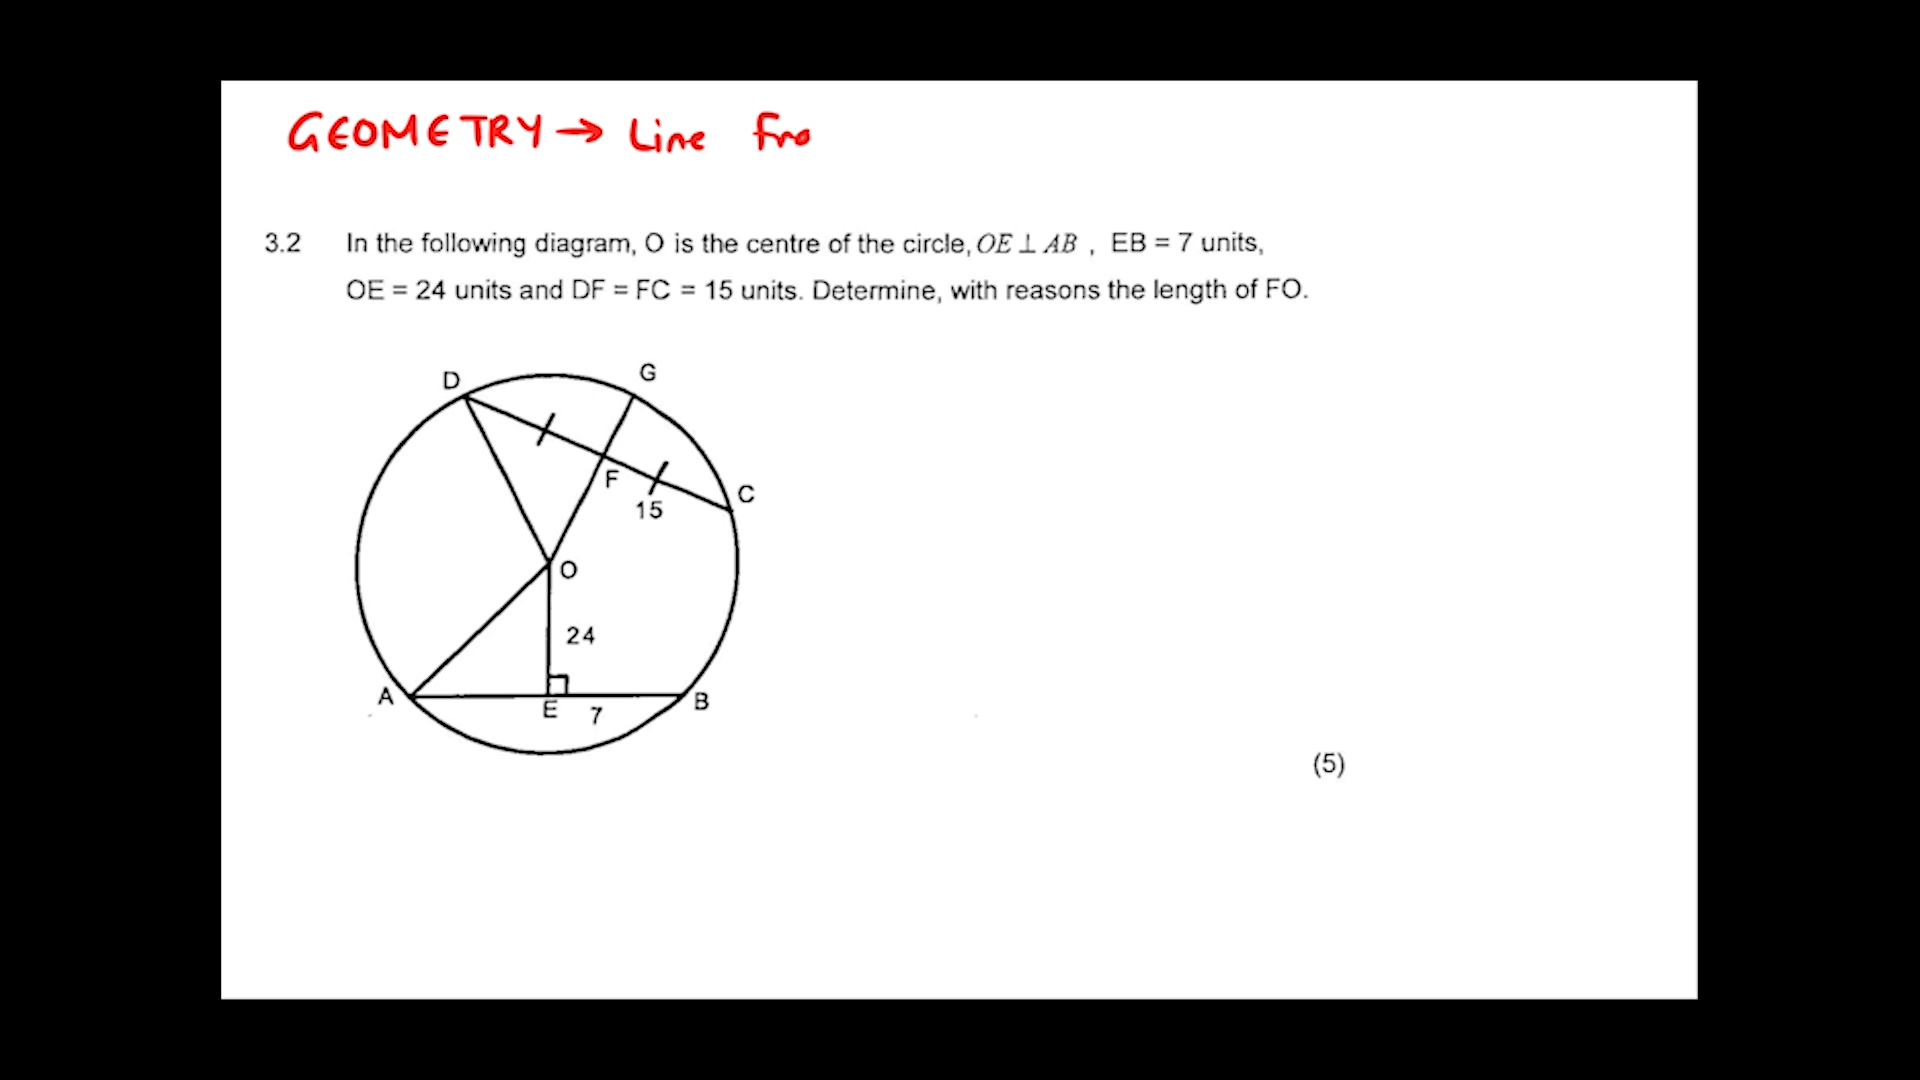 GEOMETRY → Line Fro
3.2 In the following diagram, O is the centre of the circle, OE ⊥ AB , EB = 7 units,
OE = 24 units and DF = FC = 15 units. Determine, with reasons the length of FO.
D
G
F
C
15
O
24
A
E
7
B
(5)